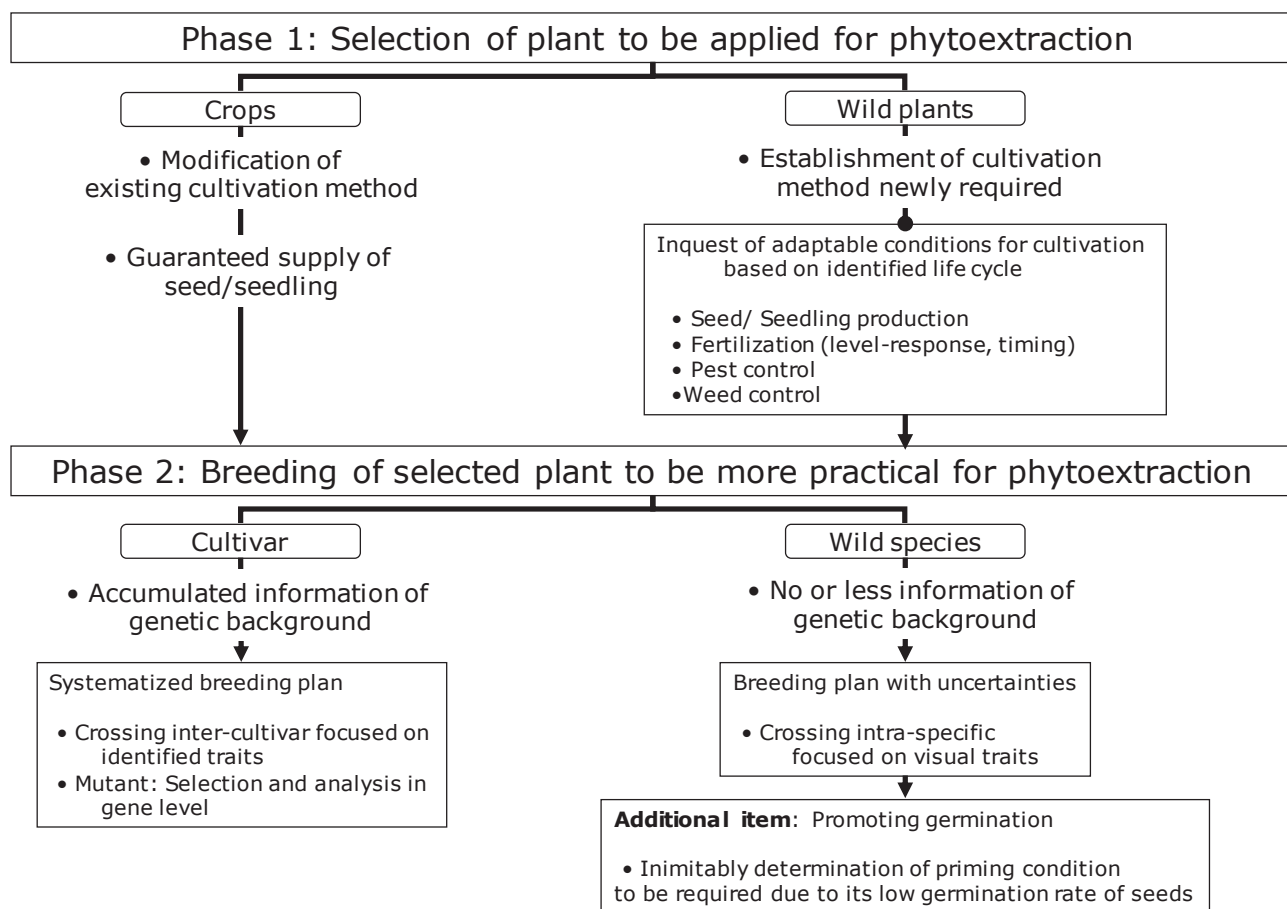 Phase 1: Selection of plant to be applied for phytoextraction
Crops
• Modification of
existing cultivation method
• Guaranteed supply of
seed/seedling
Wild plants
• Establishment of cultivation
method newly required
Inquest of adaptable conditions for cultivation
based on identified life cycle
• Seed/ Seedling production
• Fertilization (level-response, timing)
• Pest control
•Weed control
Phase 2: Breeding of selected plant to be more practical for phytoextraction
Cultivar
• Accumulated information of
genetic background
Systematized breeding plan
• Crossing inter-cultivar focused on
identified traits
• Mutant: Selection and analysis in
gene level
Wild species
• No or less information of
genetic background
Breeding plan with uncertainties
• Crossing intra-specific
focused on visual traits
Additional item: Promoting germination
• Inimitably determination of priming condition
to be required due to its low germination rate of seeds